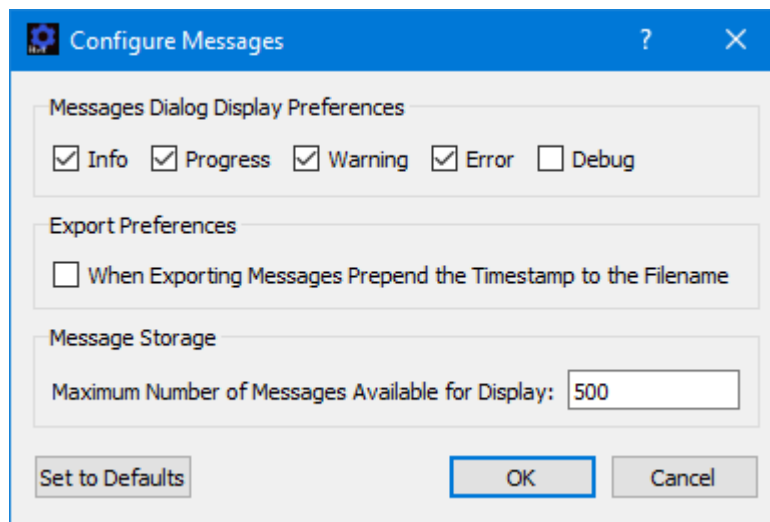 Configure Messages
Messages Dialog Display Preferences
Info Progress Warning Error Debug
Export Preferences
When Exporting Messages Prepend the Timestamp to the Filename
Message Storage
Maximum Number of Messages Available for Display: 500
Set to Defaults OK Cancel